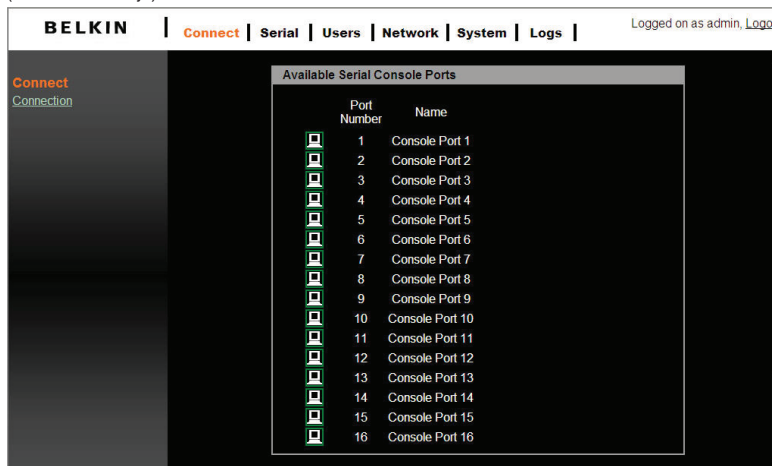 BELKIN | Connect | Serial | Users | Network | System | Logs | Logged on as admin, Logo
Connect
Connection
Available Serial Console Ports
Port Number Name
1 Console Port 1
2 Console Port 2
3 Console Port 3
4 Console Port 4
5 Console Port 5
6 Console Port 6
7 Console Port 7
8 Console Port 8
9 Console Port 9
10 Console Port 10
11 Console Port 11
12 Console Port 12
13 Console Port 13
14 Console Port 14
15 Console Port 15
16 Console Port 16